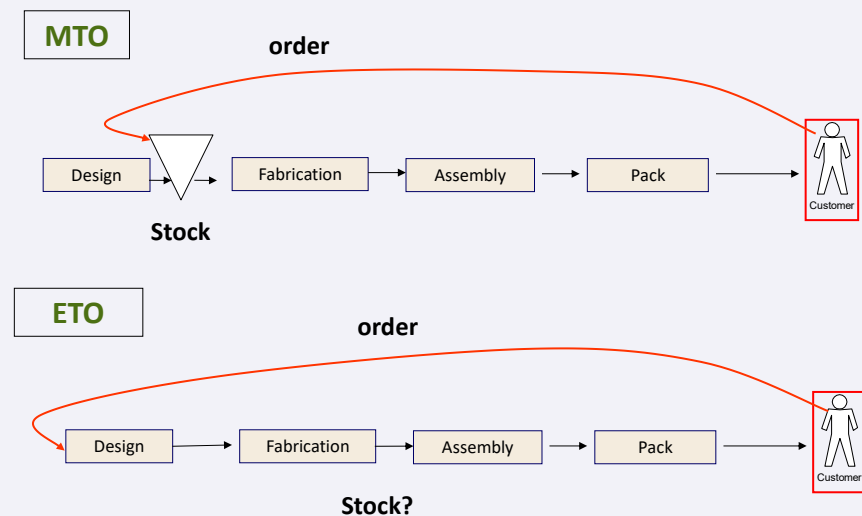 MTO
order
Design
Fabrication
Assembly
Pack
Customer
Stock
ETO
order
Design
Fabrication
Assembly
Pack
Customer
Stock?